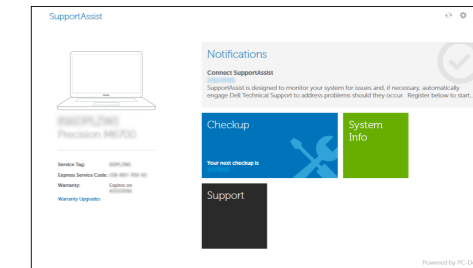 SupportAssist
Notifications
Connect SupportAssist
SupportAssist is designed to monitor your system for issues and, if necessary, automatically
engage Dell Technical Support to address problems should they occur. Register below to start.
Precision M6700
Checkup
System
Info
Your next checkup is
Service Tag:
Express Service Code:
Warranty: Expires on
Warranty Upgrades
Support
Powered by PC-D